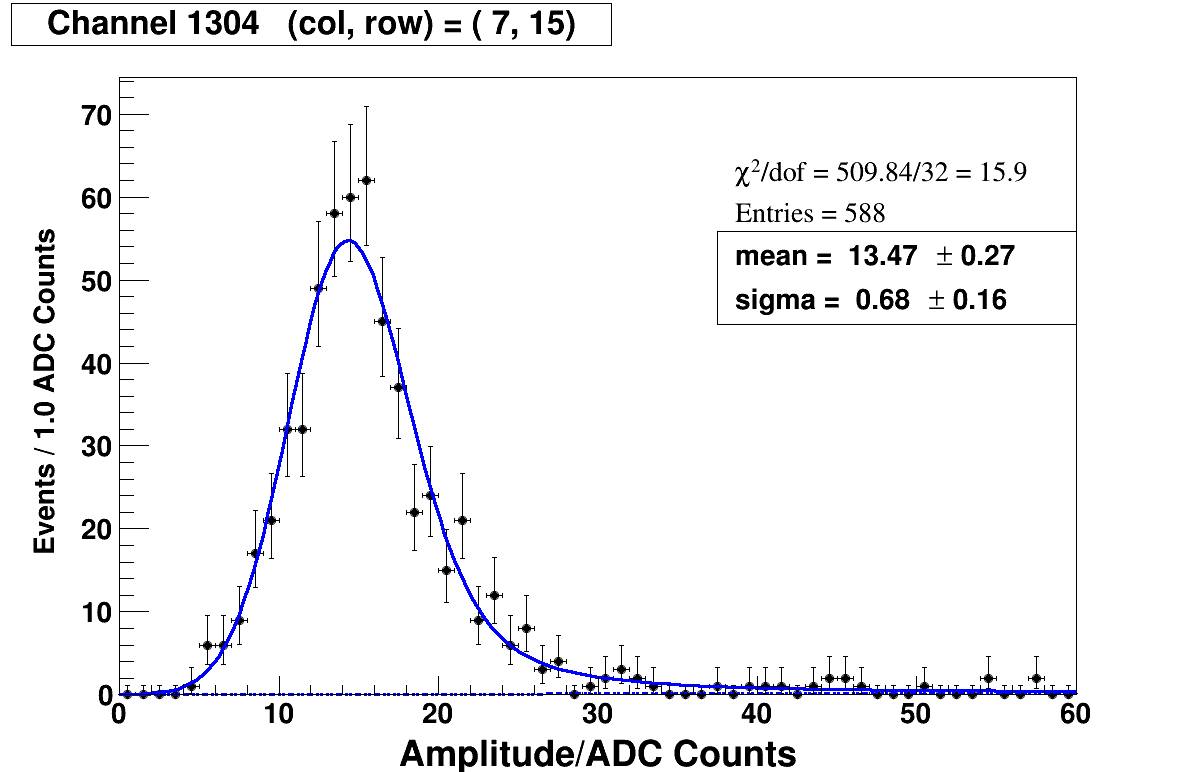 Channel 1304 (col, row) = ( 7, 15)
χ²/dof = 509.84/32 = 15.9
Entries = 588
mean = 13.47 ± 0.27
sigma = 0.68 ± 0.16
Events / 1.0 ADC Counts
70
60
50
40
30
20
10
0
0 10 20 30 40 50 60
Amplitude/ADC Counts